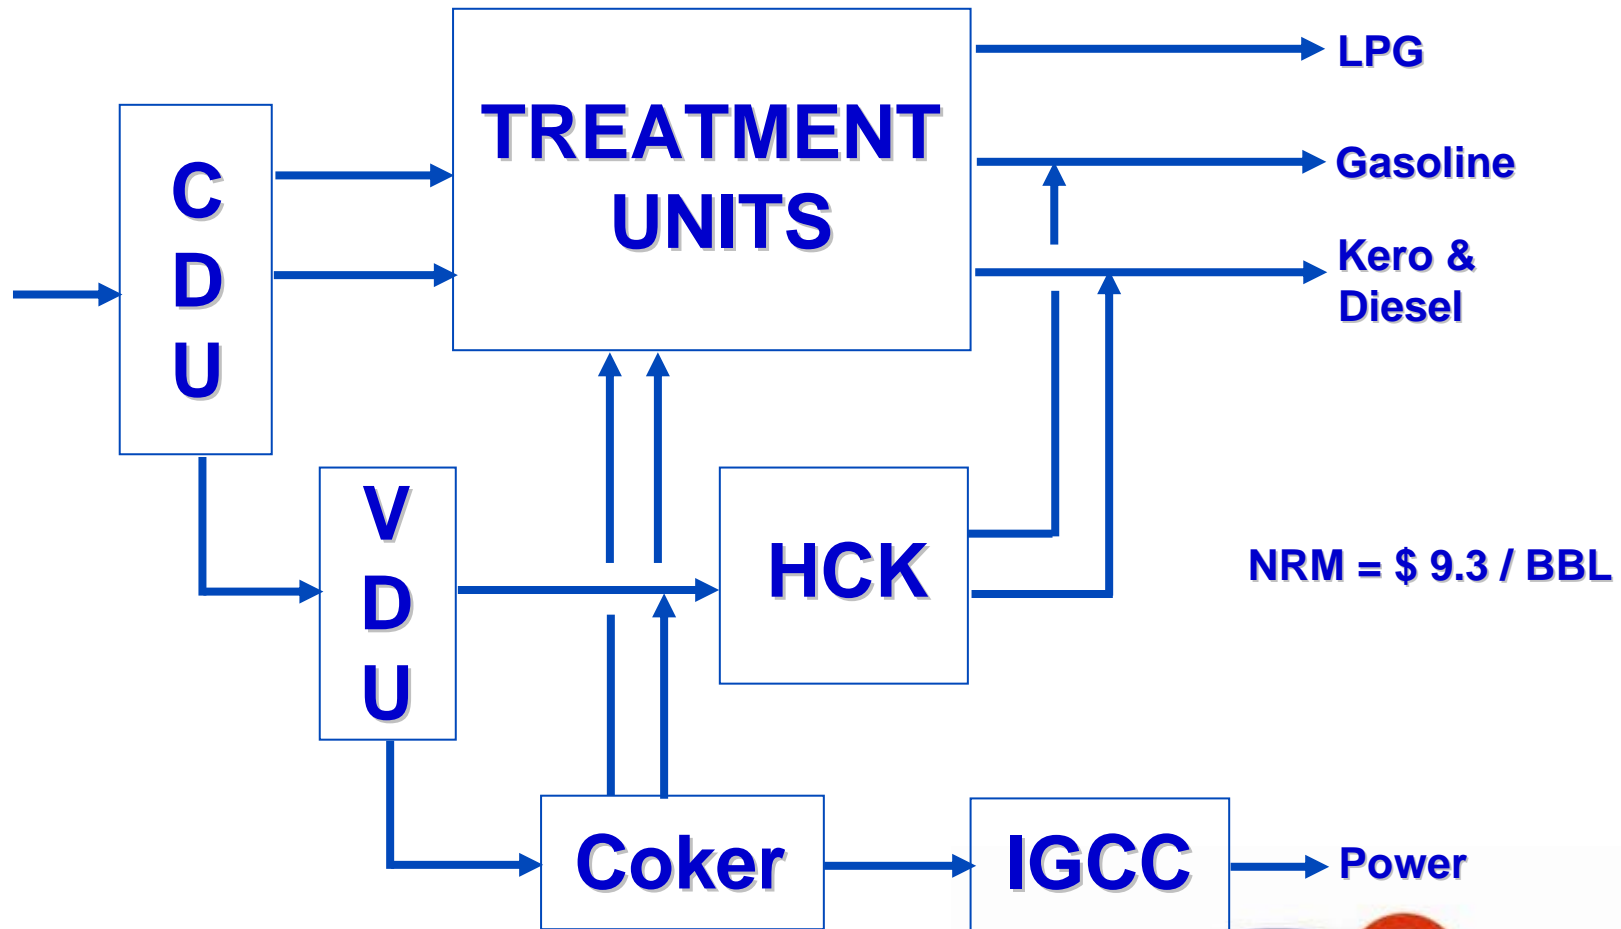 LPG
TREATMENT
UNITS
Gasoline
Kero &
Diesel
C
D
U
V
D
U
HCK
NRM = $ 9.3 / BBL
Coker
IGCC
Power